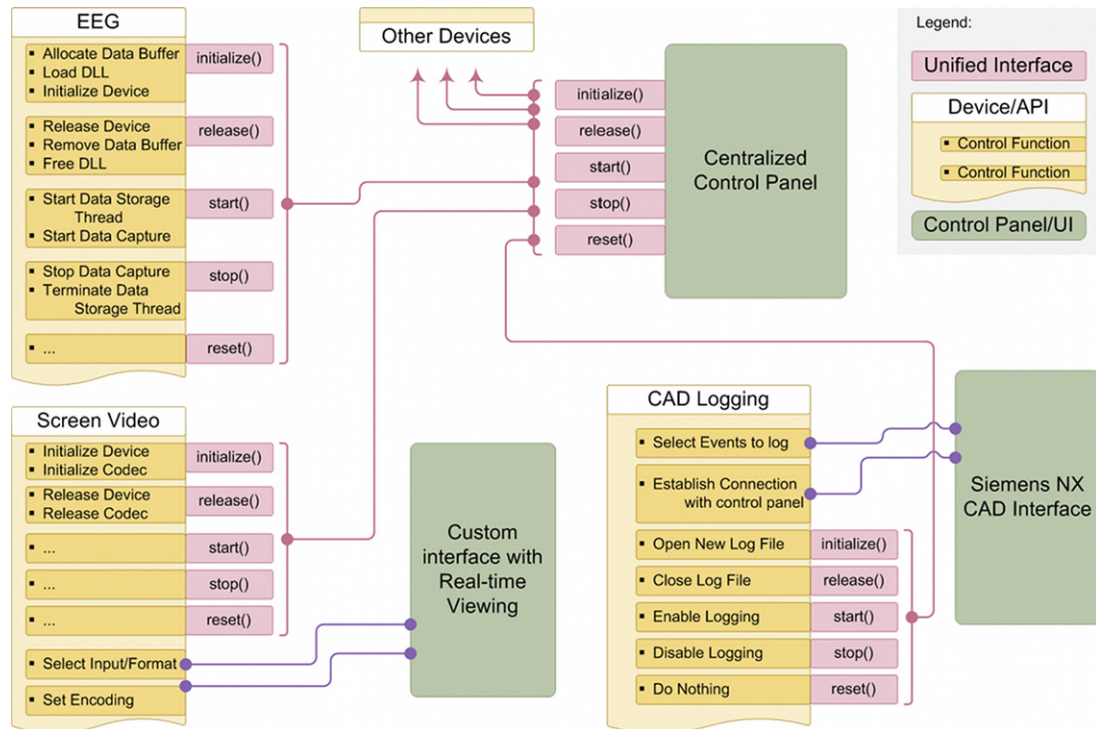 EEG
▪ Allocate Data Buffer
▪ Load DLL
▪ Initialize Device
initialize()
▪ Release Device
▪ Remove Data Buffer
▪ Free DLL
release()
▪ Start Data Storage
Thread
▪ Start Data Capture
start()
▪ Stop Data Capture
▪ Terminate Data
Storage Thread
stop()
▪ ...
reset()
Other Devices
initialize()
release()
start()
stop()
reset()
Centralized
Control Panel
Legend:
Unified Interface
Device/API
▪ Control Function
▪ Control Function
Control Panel/UI
Screen Video
▪ Initialize Device
▪ Initialize Codec
initialize()
▪ Release Device
▪ Release Codec
release()
▪ ...
start()
▪ ...
stop()
▪ ...
reset()
▪ Select Input/Format
▪ Set Encoding
Custom
interface with
Real-time
Viewing
CAD Logging
▪ Select Events to log
▪ Establish Connection
with control panel
▪ Open New Log File
initialize()
▪ Close Log File
release()
▪ Enable Logging
start()
▪ Disable Logging
stop()
▪ Do Nothing
reset()
Siemens NX
CAD Interface